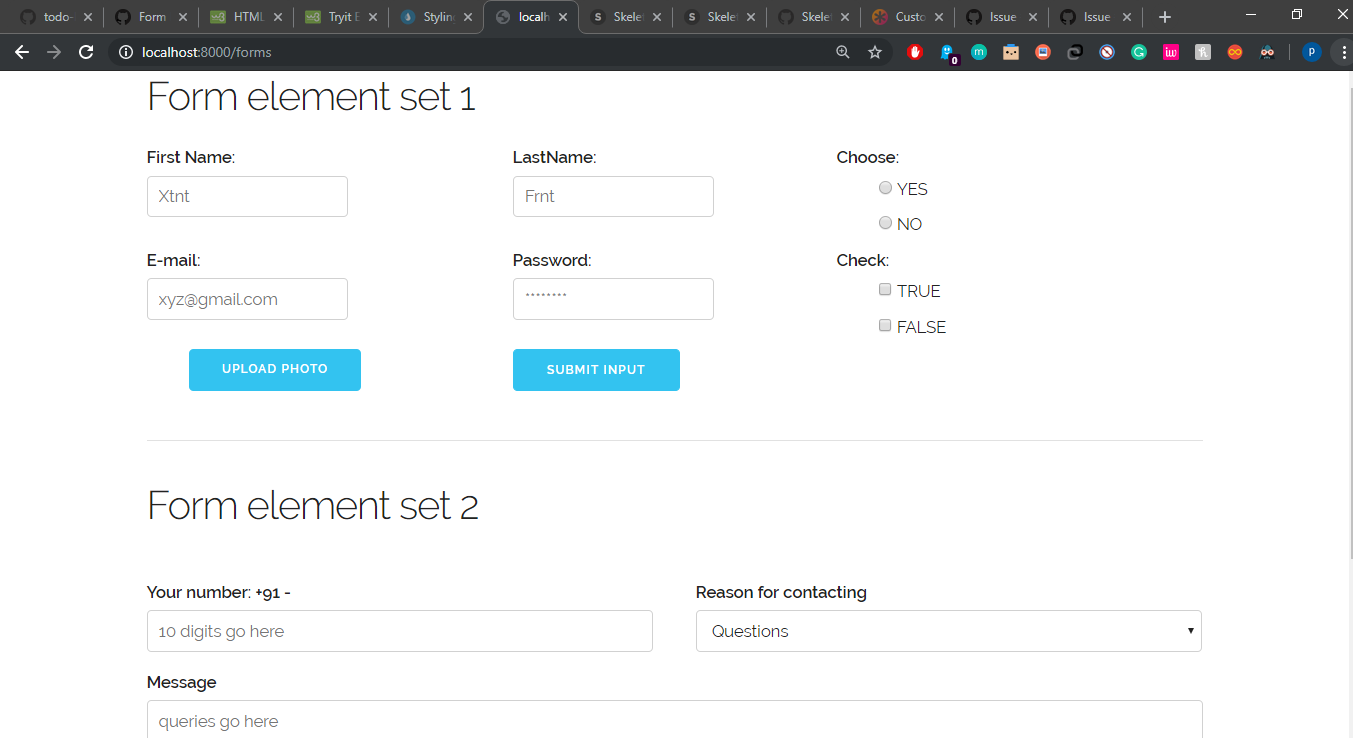 todo-
Form
HTML
Tryit E
Stylin
localh
Skele
Skele
Skele
Custo
Issue
Issue
localhost:8000/forms
0
m
iw
P
Form element set 1
First Name:
LastName:
Choose:
Xtnt
Frnt
YES
NO
E-mail:
Password:
Check:
xyz@gmail.com
********
TRUE
FALSE
UPLOAD PHOTO
SUBMIT INPUT
Form element set 2
Your number: +91 -
Reason for contacting
10 digits go here
Questions
Message
queries go here